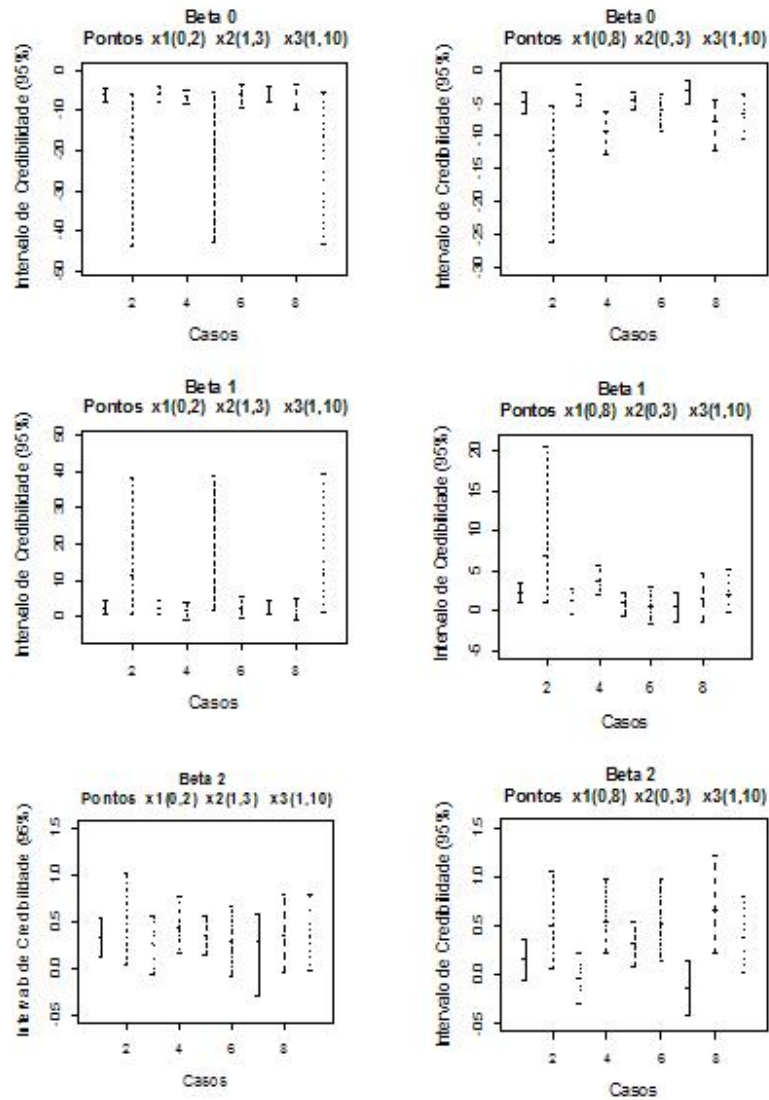 Beta 0
Pontos x1(0,2) x2(1,3) x3(1,10)
Intervalo de Credibilidade (95%)
0
-10
-20
-30
-40
-50
2 4 6 8
Casos
Beta 0
Pontos x1(0,8) x2(0,3) x3(1,10)
Intervalo de Credibilidade (95%)
0
-5
-10
-15
-20
-25
-30
2 4 6 8
Casos
Beta 1
Pontos x1(0,2) x2(1,3) x3(1,10)
Intervalo de Credibilidade (95%)
50
40
30
20
10
0
2 4 6 8
Casos
Beta 1
Pontos x1(0,8) x2(0,3) x3(1,10)
Intervalo de Credibilidade (95%)
20
15
10
5
0
-5
2 4 6 8
Casos
Beta 2
Pontos x1(0,2) x2(1,3) x3(1,10)
Intervalo de Credibilidade (95%)
1.5
1.0
0.5
0.0
-0.5
2 4 6 8
Casos
Beta 2
Pontos x1(0,8) x2(0,3) x3(1,10)
Intervalo de Credibilidade (95%)
1.5
1.0
0.5
0.0
-0.5
2 4 6 8
Casos